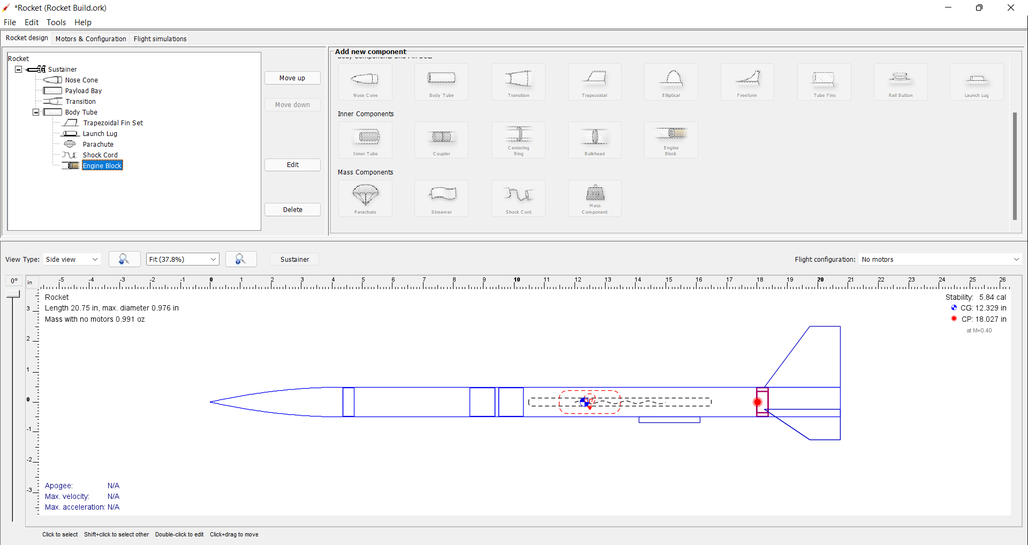 *Rocket (Rocket Build.ork)
File Edit Tools Help
Rocket design Motors & Configuration Flight simulations
Rocket
Sustainer
Nose Cone
Payload Bay
Transition
Body Tube
Trapezoidal Fin Set
Launch Lug
Parachute
Shock Cord
Engine Block
Move up
Move down
Edit
Delete
Add new component
Nose Cone Body Tube Transition Trapezoidal Elliptical Freeform Tube Fins Rail Button Launch Lug
Inner Components
Inner Tube Coupler Centering Ring Bulkhead Engine Block
Mass Components
Parachute Streamer Shock Cord Mass Component
View Type: Side view Fit (37.8%) Sustainer Flight configuration: No motors
0° in -5 -4 -3 -2 -1 0 1 2 3 4 5 6 7 8 9 10 11 12 13 14 15 16 17 18 19 20 21 22 23 24 25 26
3
2
1
0
-1
-2
-3
Rocket
Length 20.75 in, max. diameter 0.976 in
Mass with no motors 0.991 oz
Stability: 5.84 cal
CG: 12.329 in
CP: 18.027 in
at M=0.40
Apogee: N/A
Max. velocity: N/A
Max. acceleration: N/A
Click to select Shift+click to select other Double-click to edit Click+drag to move